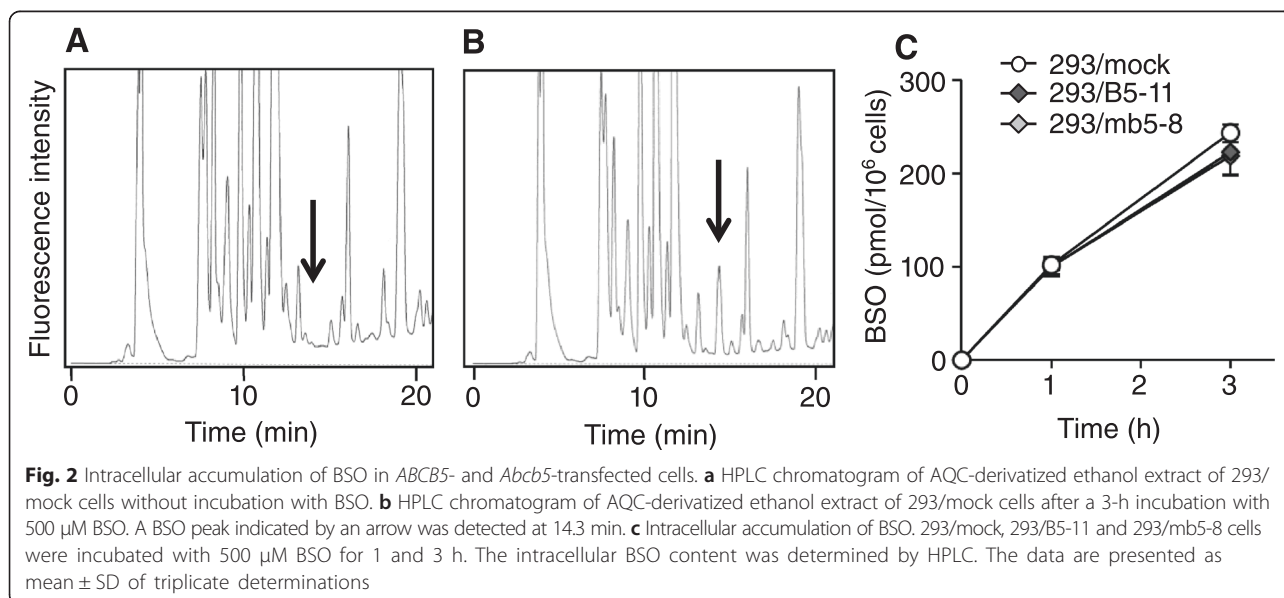 A
B
C
Fluorescence intensity
0
10
20
Time (min)
0
10
20
Time (min)
293/mock
293/B5-11
293/mb5-8
BSO (pmol/10⁶ cells)
300
200
100
0
0
1
2
3
Time (h)
Fig. 2 Intracellular accumulation of BSO in ABCB5- and Abcb5-transfected cells. a HPLC chromatogram of AQC-derivatized ethanol extract of 293/
mock cells without incubation with BSO. b HPLC chromatogram of AQC-derivatized ethanol extract of 293/mock cells after a 3-h incubation with
500 μM BSO. A BSO peak indicated by an arrow was detected at 14.3 min. c Intracellular accumulation of BSO. 293/mock, 293/B5-11 and 293/mb5-8 cells
were incubated with 500 μM BSO for 1 and 3 h. The intracellular BSO content was determined by HPLC. The data are presented as
mean ± SD of triplicate determinations